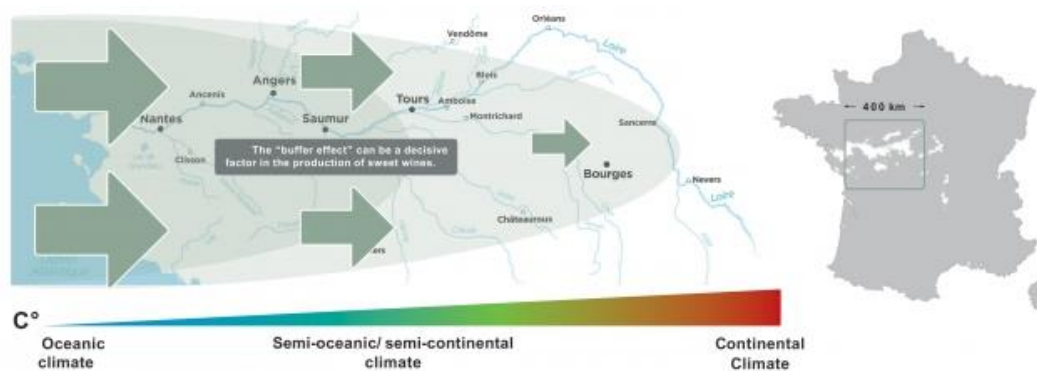 Orléans
Vendôme
Loire
Blois
Angers
Ancenis
Tours
Amboise
Nantes
Saumur
Montrichard
Sancerre
Clisson
The "buffer effect" can be a decisive
factor in the production of sweet wines.
Bourges
Nevers
Loire
Châteauroux
400 km
C°
Oceanic
climate
Semi-oceanic/ semi-continental
climate
Continental
Climate